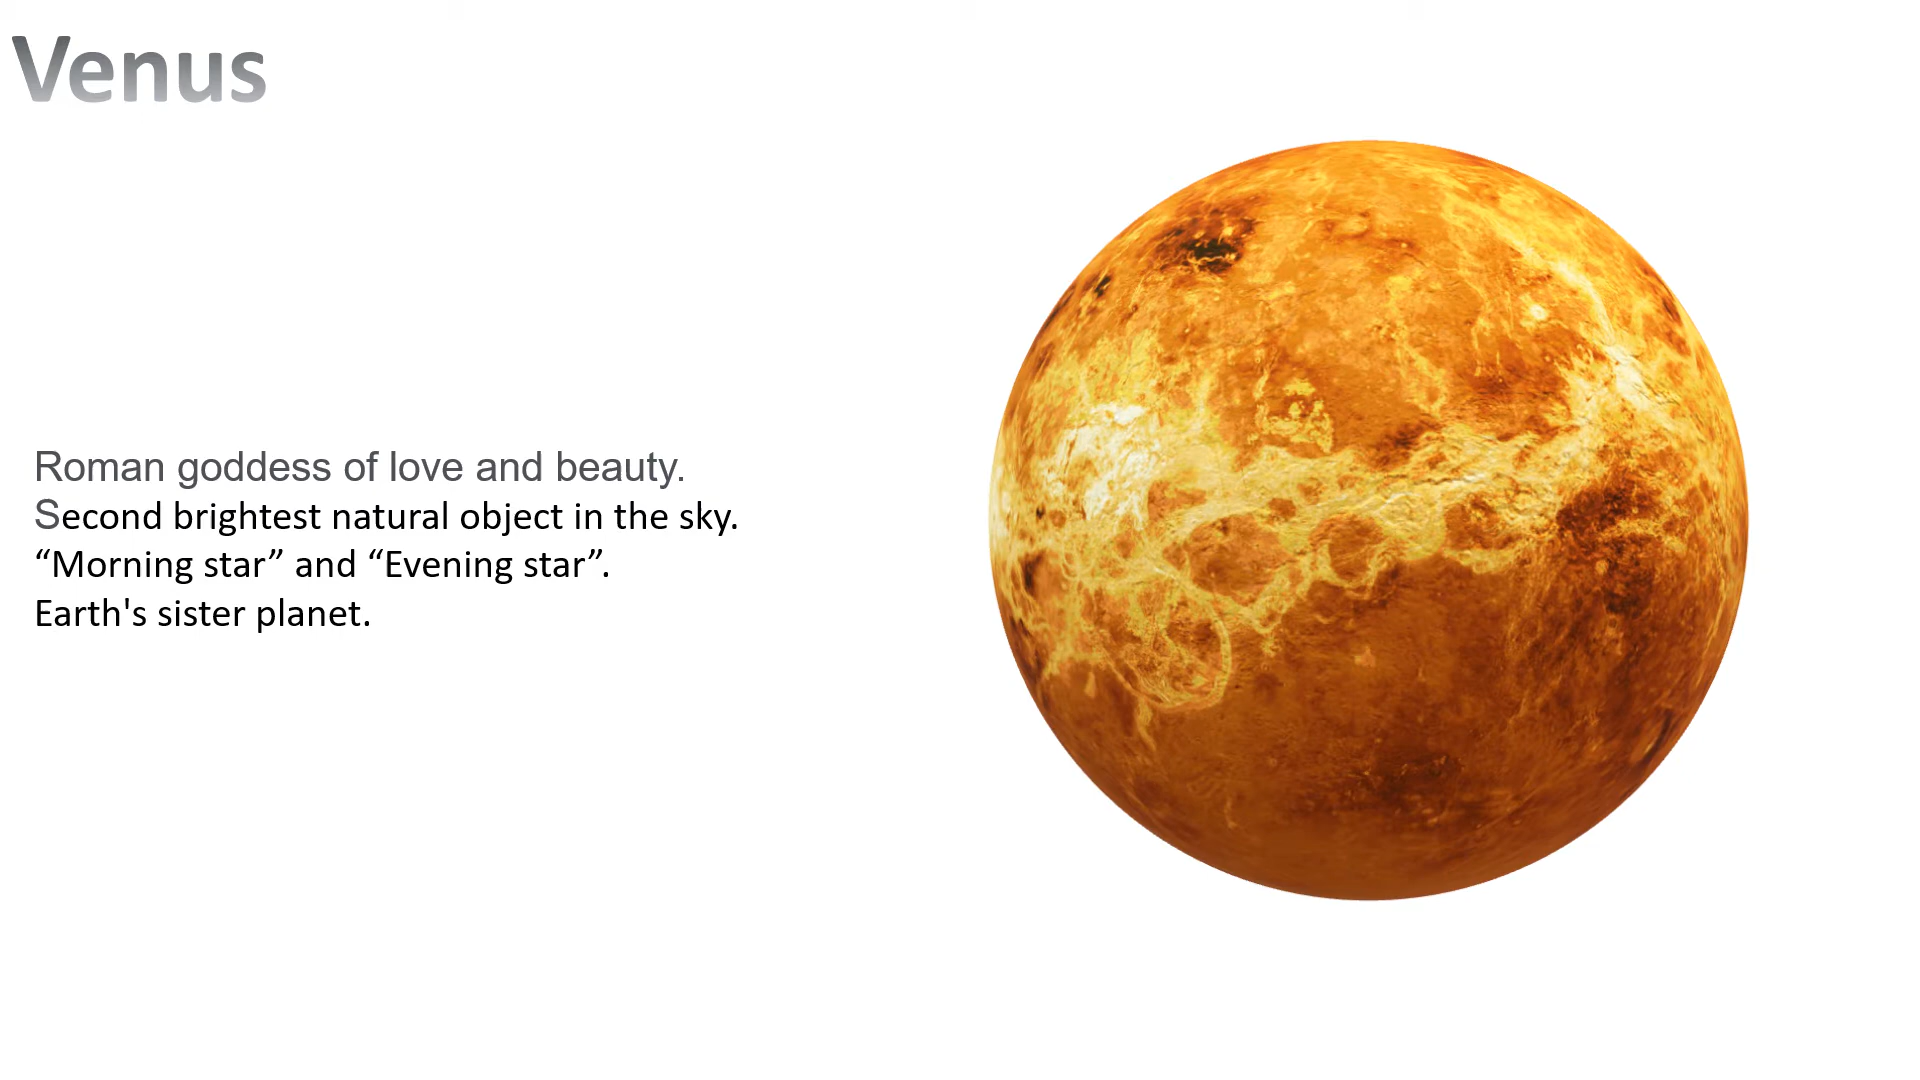 Venus
Roman goddess of love and beauty.
Second brightest natural object in the sky.
“Morning star” and “Evening star”.
Earth's sister planet.